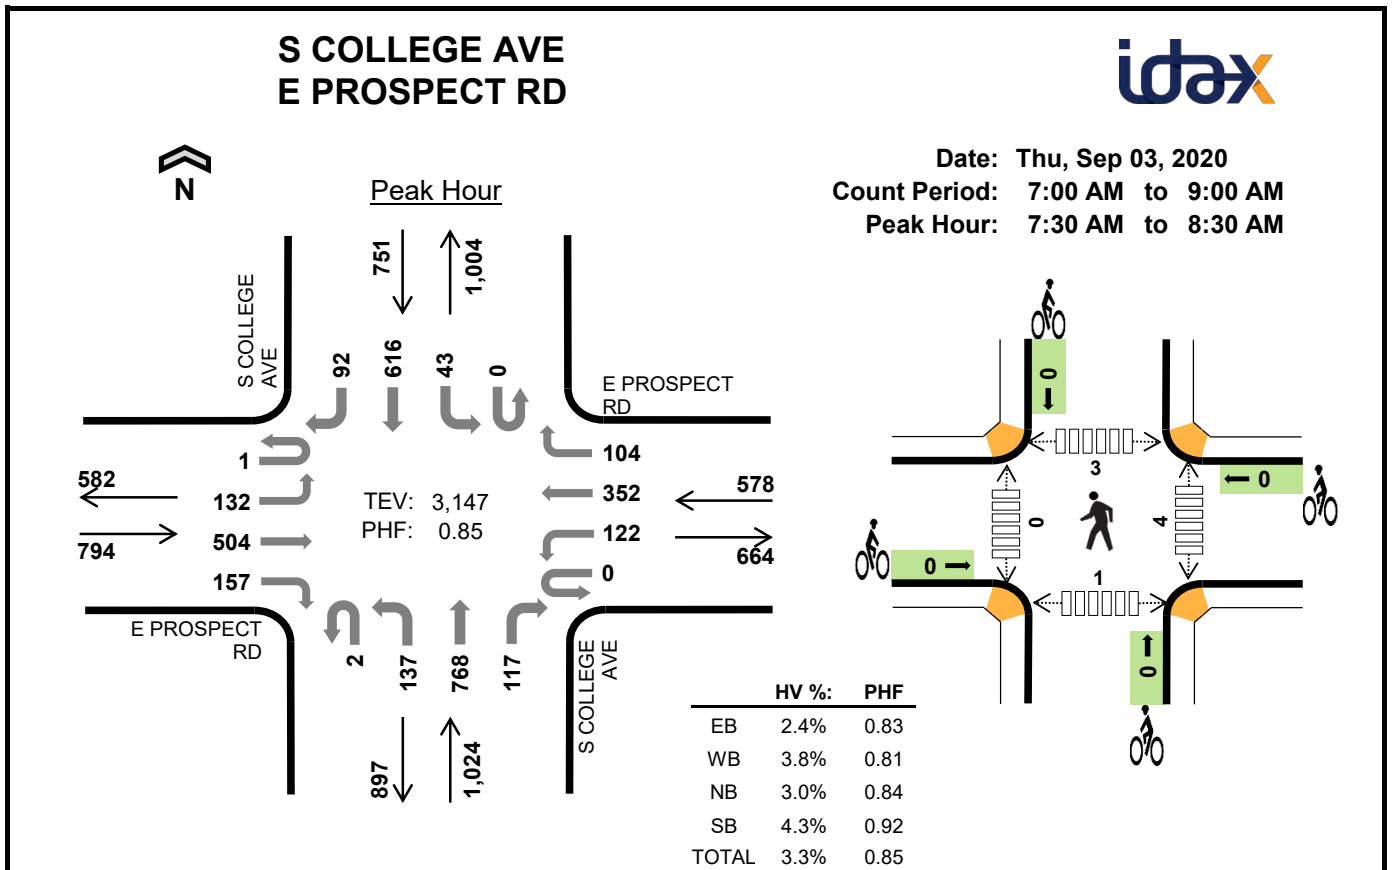 S COLLEGE AVE
E PROSPECT RD
idax
N
Peak Hour
Date: Thu, Sep 03, 2020
Count Period: 7:00 AM to 9:00 AM
Peak Hour: 7:30 AM to 8:30 AM
751
1,004
S COLLEGE
AVE
92
616
43
0
E PROSPECT
RD
1
132
504
157
582
794
TEV: 3,147
PHF: 0.85
104
352
122
0
578
664
E PROSPECT
RD
2
137
768
117
S COLLEGE
AVE
897
1,024
0
3
0
0
4
0
1
0
HV %: PHF
EB 2.4% 0.83
WB 3.8% 0.81
NB 3.0% 0.84
SB 4.3% 0.92
TOTAL 3.3% 0.85